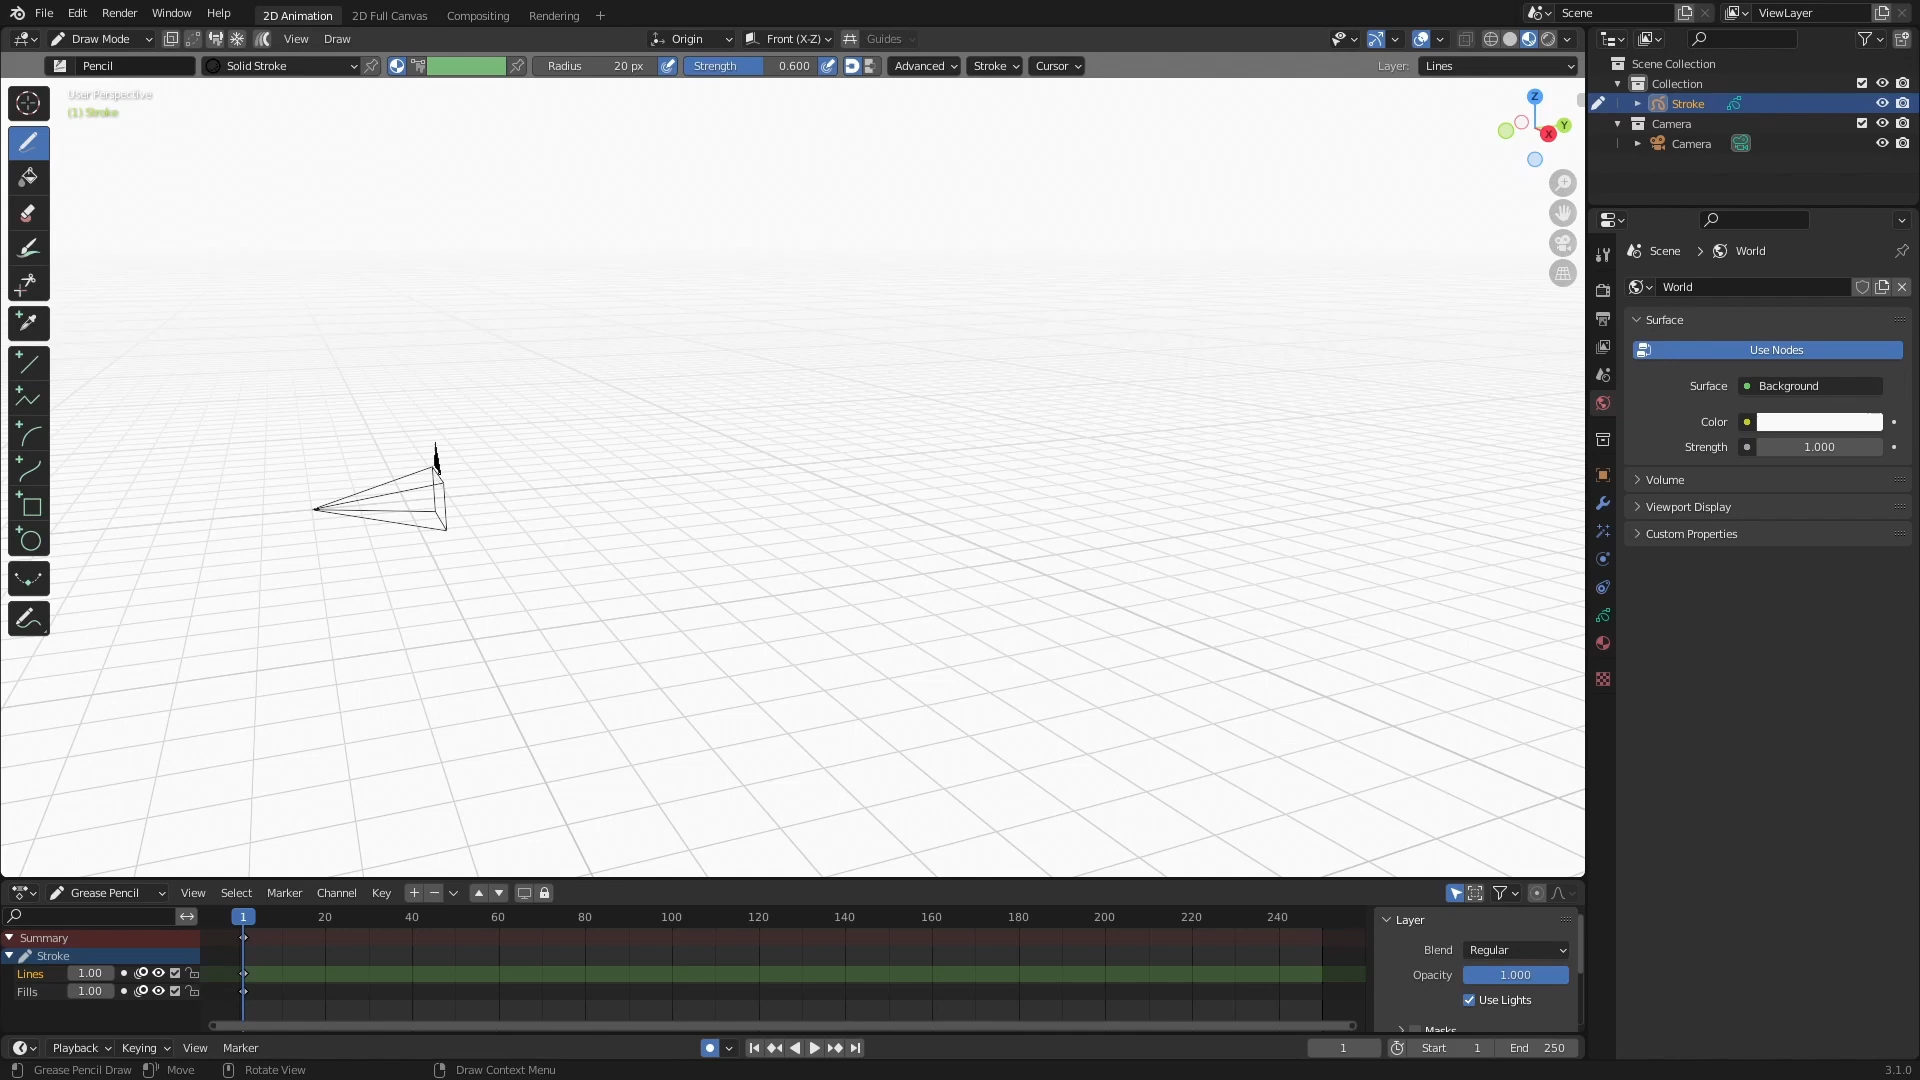 File Edit Render Window Help 2D Animation 2D Full Canvas Compositing Rendering + Scene ViewLayer
Draw Mode View Draw Origin Front (X-Z) Guides
Pencil Solid Stroke Radius 20 px Strength 0.600 Advanced Stroke Cursor Layer: Lines
User Perspective
(1) Stroke
Z
Y
X
Scene Collection
Collection
Stroke
Camera
Camera
Scene > World
World
Surface
Use Nodes
Surface Background
Color
Strength 1.000
Volume
Viewport Display
Custom Properties
Grease Pencil View Select Marker Channel Key
1 20 40 60 80 100 120 140 160 180 200 220 240
Summary
Stroke
Lines 1.00
Fills 1.00
Layer
Blend Regular
Opacity 1.000
Use Lights
Masks
Playback Keying View Marker 1 Start 1 End 250
Grease Pencil Draw Move Rotate View Draw Context Menu 3.1.0